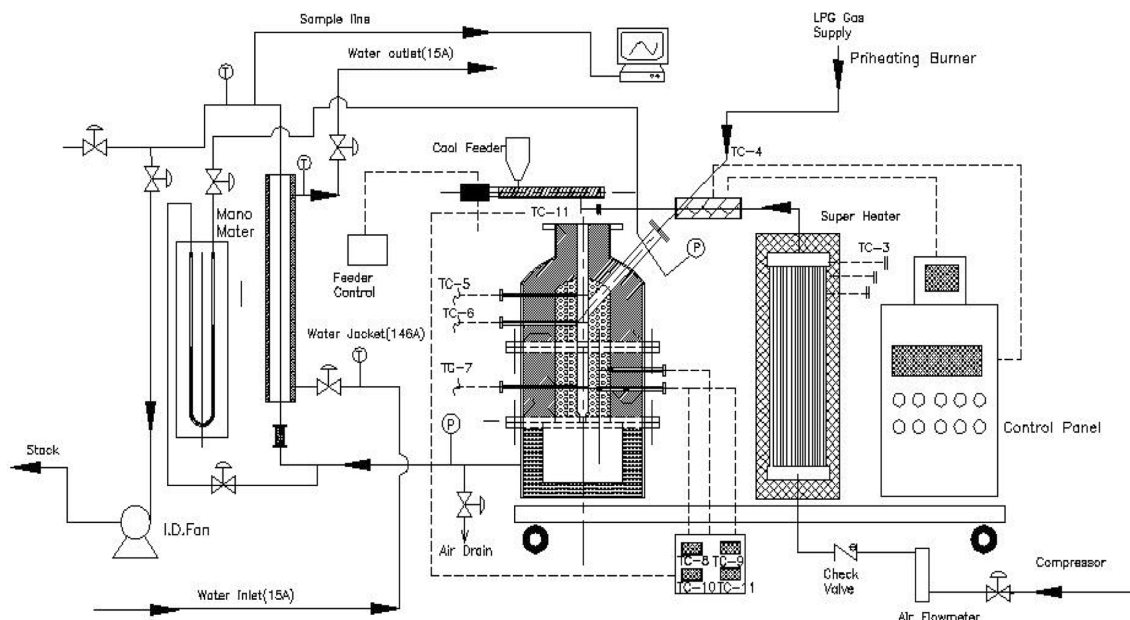 Sample line
LPG Gas
Supply
Water outlet(15A)
Priheating Burner
T
TC-4
Cool Feeder
T
Mano
Mater
TC-11
Super Heater
P
TC-3
Feeder
Control
TC-5
TC-6
Water Jacket(146A)
T
TC-7
P
Control Panel
Stack
I.D.Fan
Air Drain
TC-8
TC-9
TC-10
TC-11
Check
Valve
Compressor
Water Inlet(15A)
Air Flowmeter